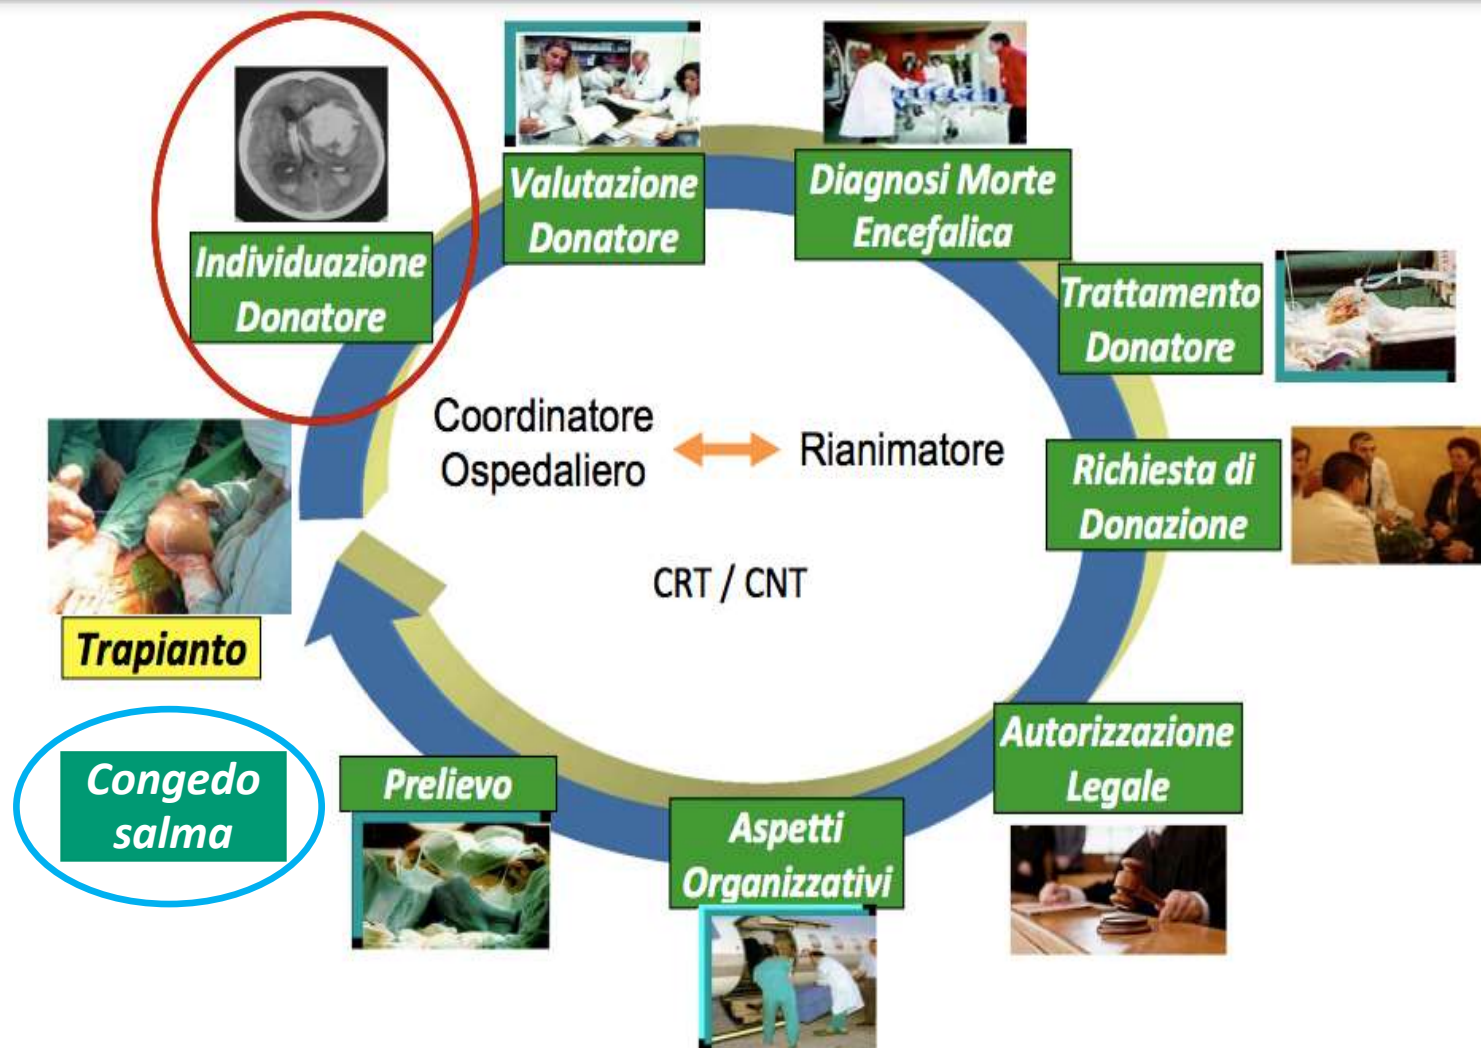 Individuazione
Donatore
Valutazione
Donatore
Diagnosi Morte
Encefalica
Trattamento
Donatore
Richiesta di
Donazione
Autorizzazione
Legale
Aspetti
Organizzativi
Prelievo
Congedo
salma
Trapianto
Coordinatore
Ospedaliero
Rianimatore
CRT / CNT